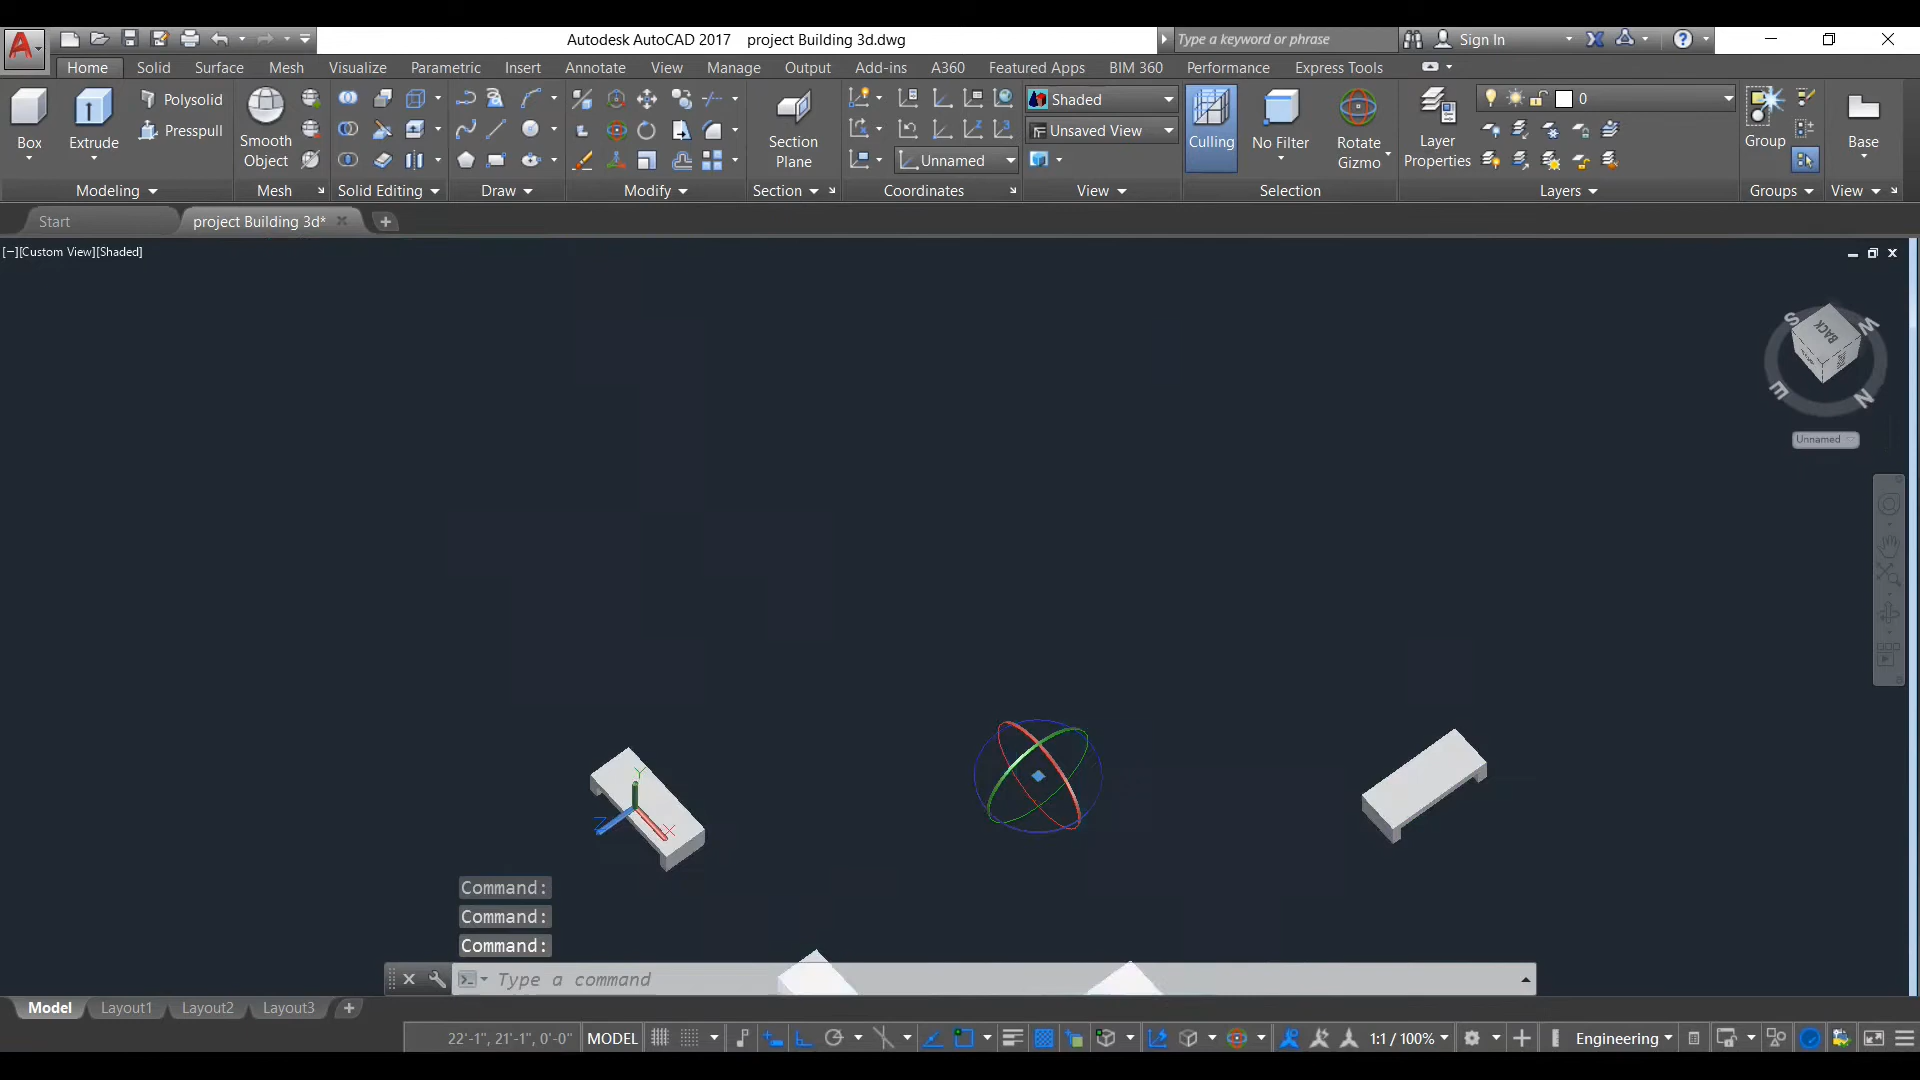 Autodesk AutoCAD 2017 project Building 3d.dwg
Type a keyword or phrase
Sign In
Home Solid Surface Mesh Visualize Parametric Insert Annotate View Manage Output Add-ins A360 Featured Apps BIM 360 Performance Express Tools
Box
Extrude
Polysolid
Presspull
Smooth
Object
Section
Plane
Unnamed
Shaded
Unsaved View
Culling
No Filter
Rotate
Gizmo
Layer
Properties
0
Group
Base
Modeling Mesh Solid Editing Draw Modify Section Coordinates View Selection Layers Groups View
Start
project Building 3d*
[−][Custom View][Shaded]
S W
BACK
E N
Unnamed
Y
Z
X
Command:
Command:
Command:
Type a command
Model Layout1 Layout2 Layout3
22'-1", 21'-1", 0'-0"
MODEL
1:1 / 100%
Engineering